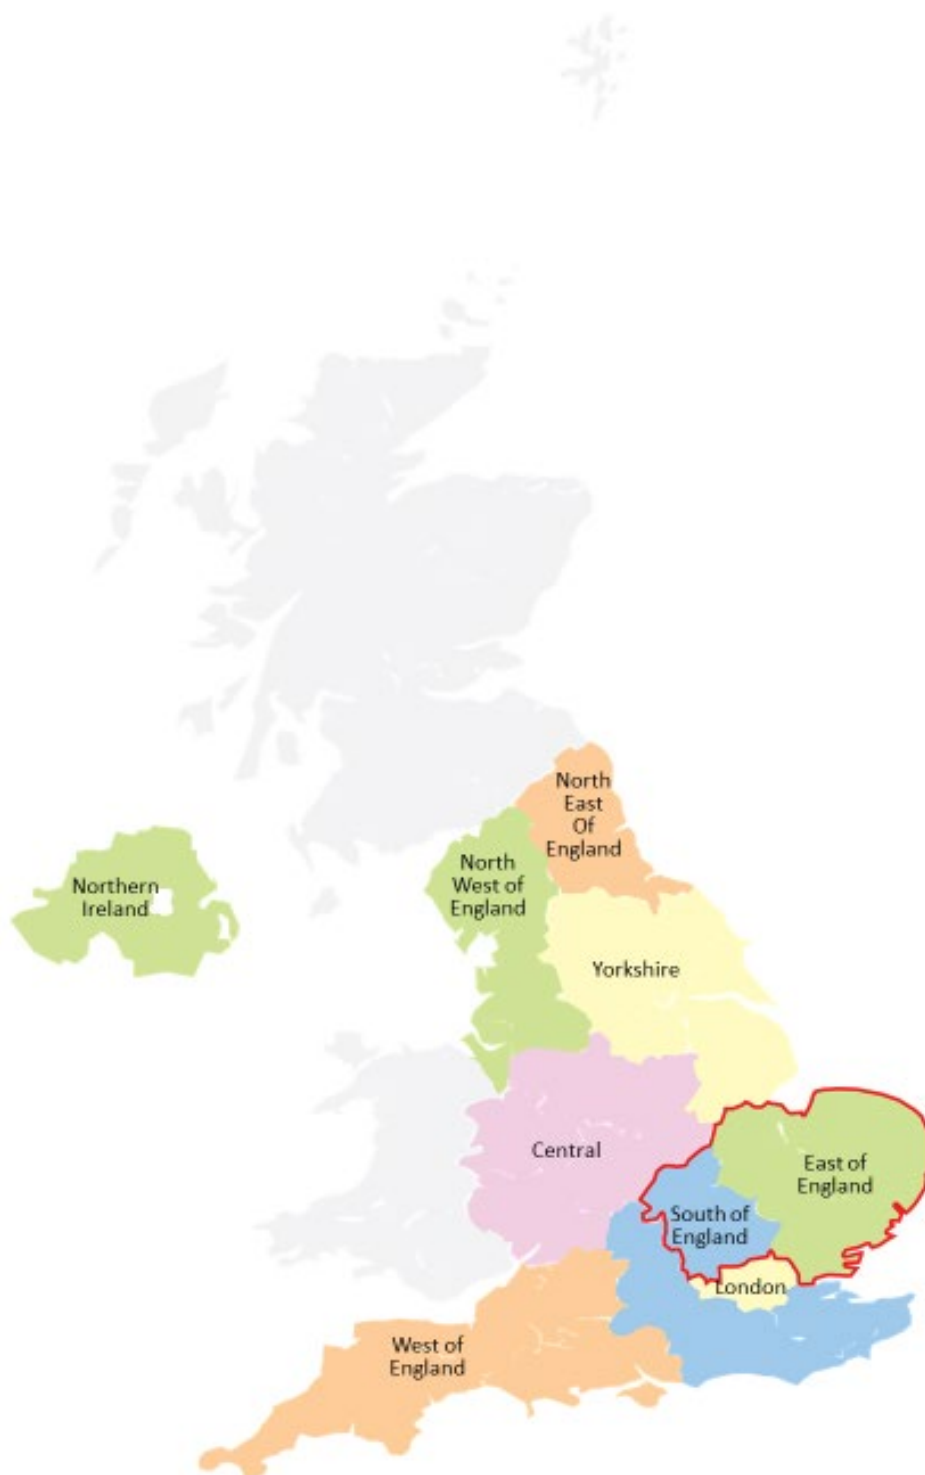 North
East
Of
England
North
West of
England
Northern
Ireland
Yorkshire
Central
East of
England
South of
England
London
West of
England